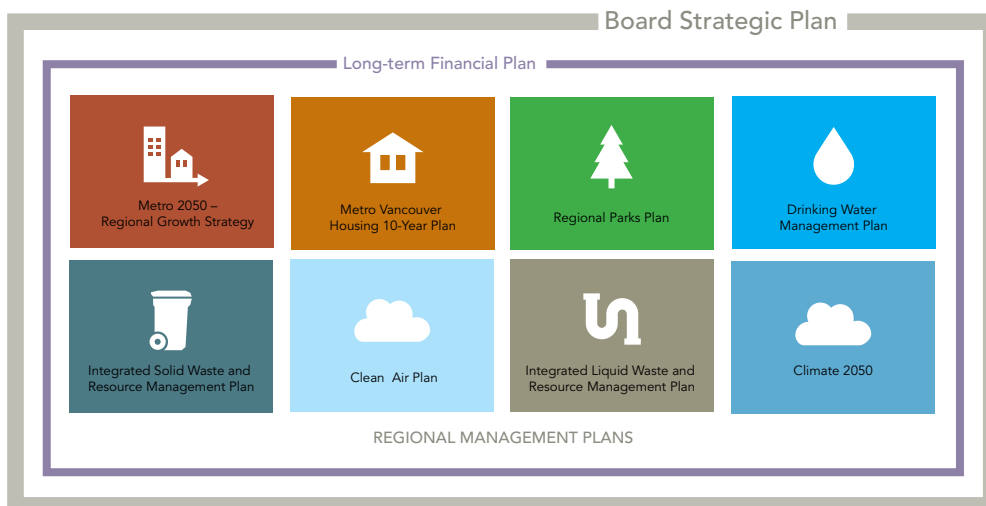 Board Strategic Plan
Long-term Financial Plan
Metro 2050 –
Regional Growth Strategy
Metro Vancouver
Housing 10-Year Plan
Regional Parks Plan
Drinking Water
Management Plan
Integrated Solid Waste and
Resource Management Plan
Clean Air Plan
Integrated Liquid Waste and
Resource Management Plan
Climate 2050
REGIONAL MANAGEMENT PLANS